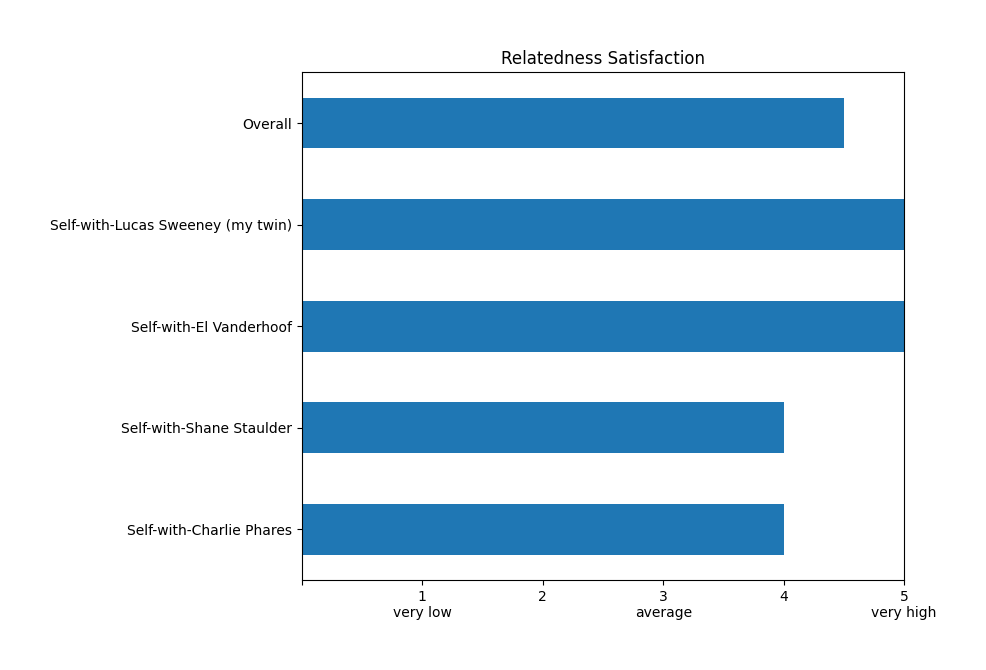 Relatedness Satisfaction
Overall
Self-with-Lucas Sweeney (my twin)
Self-with-El Vanderhoof
Self-with-Shane Staulder
Self-with-Charlie Phares
1 2 3 4 5
very low average very high